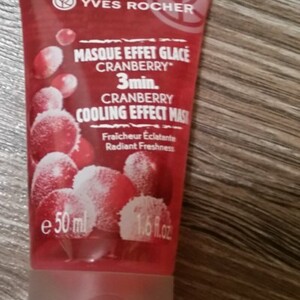 YVES ROCHER
MASQUE EFFET GLACÉ
CRANBERRY*
3min.
CRANBERRY
COOLING EFFECT MASK
Fraîcheur Éclatante
Radiant Freshness
e 50 ml
1.6 fl.oz.